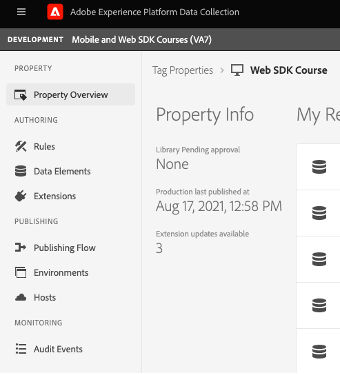 Adobe Experience Platform Data Collection
DEVELOPMENT Mobile and Web SDK Courses (VA7)
PROPERTY
Property Overview
AUTHORING
Rules
Data Elements
Extensions
PUBLISHING
Publishing Flow
Environments
Hosts
MONITORING
Audit Events
Tag Properties > Web SDK Course
Property Info
Library Pending approval
None
Production last published at
Aug 17, 2021, 12:58 PM
Extension updates available
3
My Re